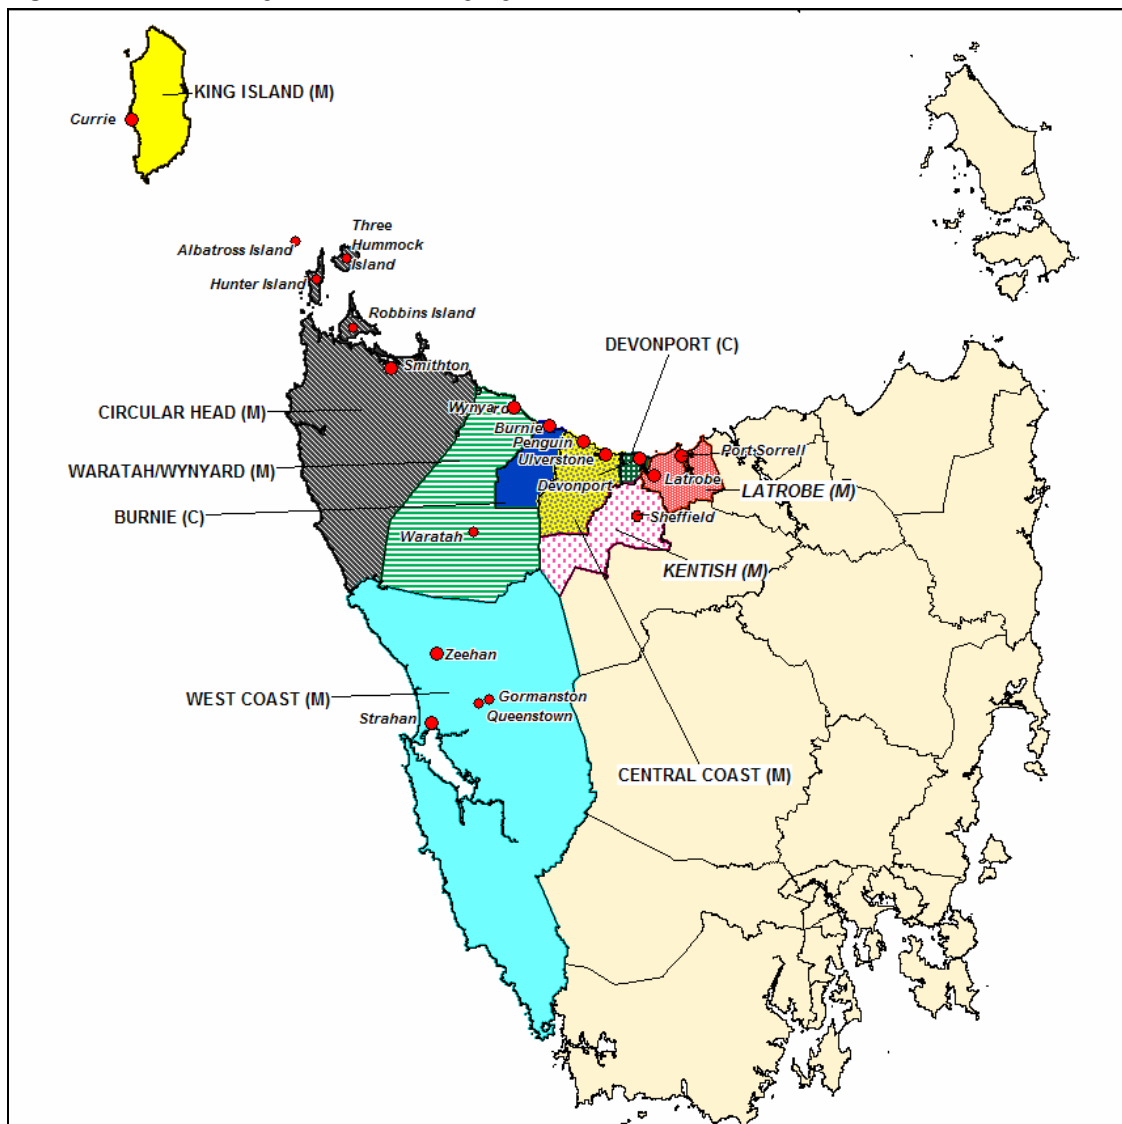 KING ISLAND (M)
Currie
Three
Hummock
Island
Albatross Island
Hunter Island
Robbins Island
DEVONPORT (C)
Smithton
CIRCULAR HEAD (M)
Wynyard
Burnie
Penguin
Ulverstone
Port Sorrell
WARATAH/WYNYARD (M)
Devonport
Latrobe
LATROBE (M)
BURNIE (C)
Sheffield
Waratah
KENTISH (M)
Zeehan
WEST COAST (M)
Gormanston
Queenstown
Strahan
CENTRAL COAST (M)